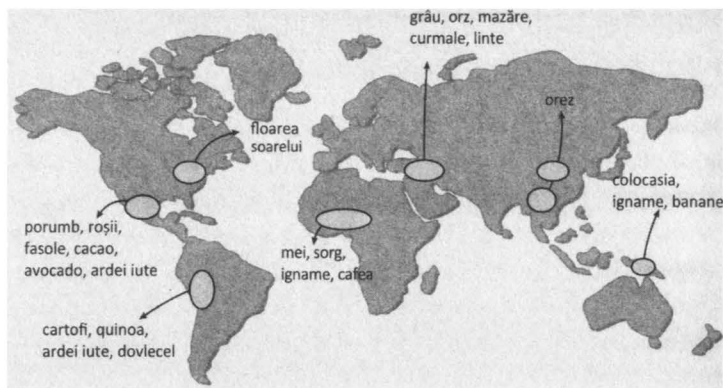 grâu, orz, mazăre,
curmale, linte
orez
floarea
soarelui
colocasia,
igname, banane
porumb, roșii,
fasole, cacao,
avocado, ardei iute
mei, sorg,
igname, cafea
cartofi, quinoa,
ardei iute, dovlecel